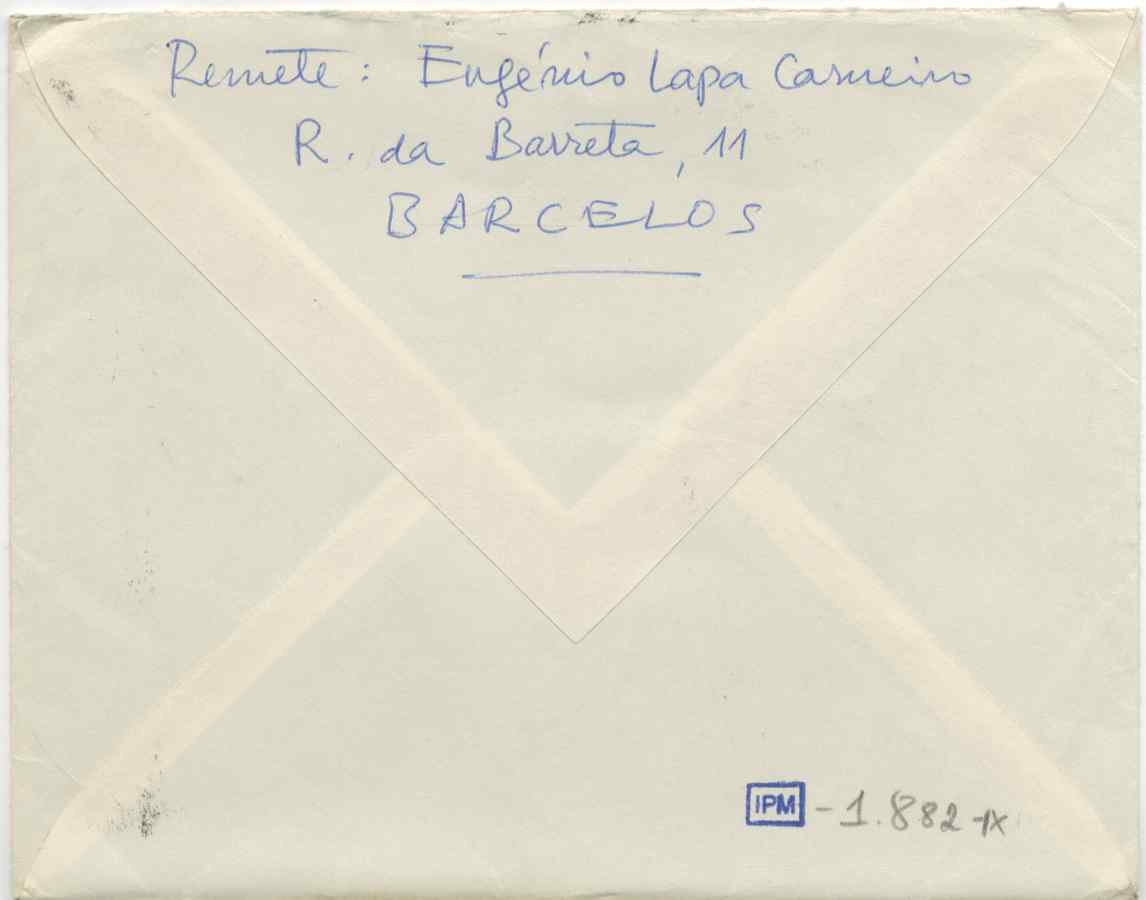 Remete: Eugénio Lapa Carneiro
R. da Barreta, 11
BARCELOS
IPM - 1.882-IX